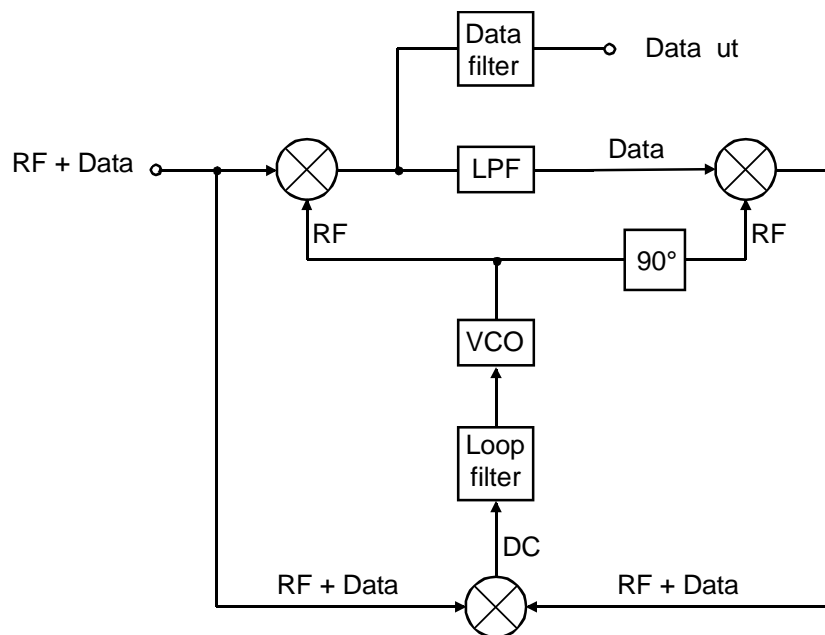 Data
filter
Data ut
RF + Data
LPF
Data
RF
90°
RF
VCO
Loop
filter
DC
RF + Data
RF + Data